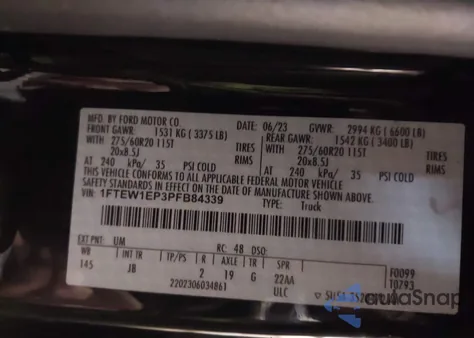 MFD. BY FORD MOTOR CO.
06/23 GVWR: 2994 KG (6600 LB)
FRONT GAWR: 1531 KG (3375 LB) REAR GAWR: 1542 KG (3400 LB)
WITH 275/60R20 115T TIRES WITH 275/60R20 115T TIRES
20x8.5J RIMS 20x8.5J RIMS
AT 240 kPa/ 35 PSI COLD AT 240 kPa/ 35 PSI COLD
THIS VEHICLE CONFORMS TO ALL APPLICABLE FEDERAL MOTOR VEHICLE
SAFETY STANDARDS IN EFFECT ON THE DATE OF MANUFACTURE SHOWN ABOVE.
VIN: 1FTEW1EP3PFB84339
TYPE: Truck
EXT PNT: UM RC: 48 DSO:
WB INT TR TP/PS R AXLE TR SPR F0099
145 JB 2 19 G 22AA T0793
2202306034861 ULC
autoSnap